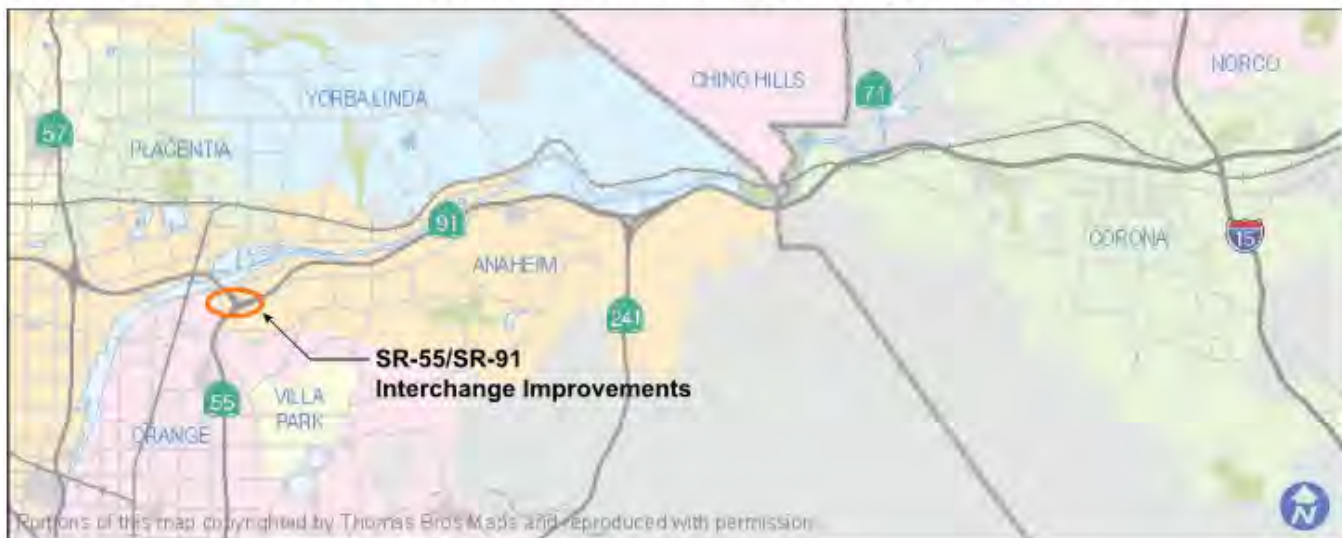 CHINO HILLS
NORCO
71
YORBA LINDA
57
PLACENTIA
91
ANAHEIM
CORONA
15
241
SR-55/SR-91
Interchange Improvements
55
VILLA
PARK
ORANGE
Portions of this map copyrighted by Thomas Bros Maps and reproduced with permission.
N